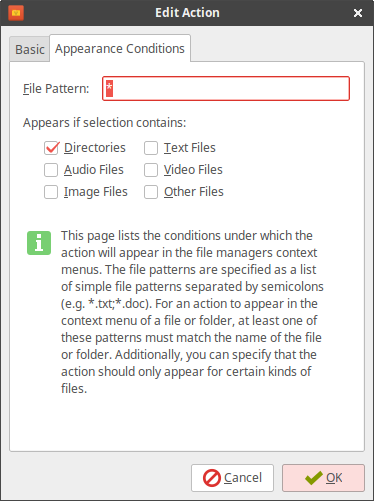 Edit Action
Basic
Appearance Conditions
File Pattern:
*
Appears if selection contains:
Directories
Text Files
Audio Files
Video Files
Image Files
Other Files
This page lists the conditions under which the
action will appear in the file managers context
menus. The file patterns are specified as a list
of simple file patterns separated by semicolons
(e.g. *.txt;*.doc). For an action to appear in the
context menu of a file or folder, at least one of
these patterns must match the name of the file
or folder. Additionally, you can specify that the
action should only appear for certain kinds of
files.
Cancel
OK